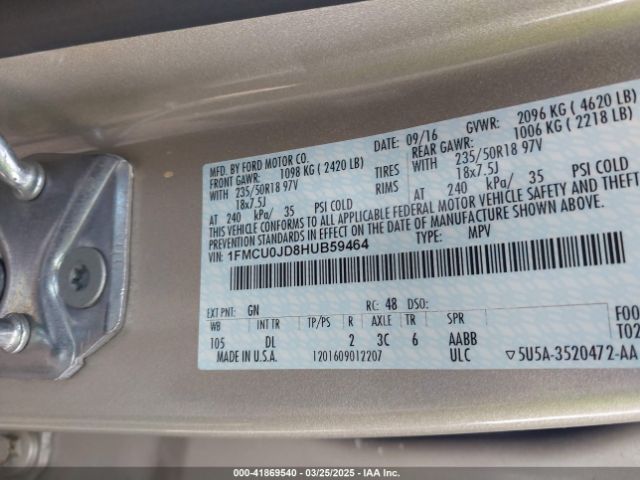 MFD. BY FORD MOTOR CO. DATE: 09/16 GVWR: 2096 KG ( 4620 LB)
FRONT GAWR: 1098 KG ( 2420 LB) REAR GAWR: 1006 KG ( 2218 LB)
WITH 235/50R18 97V TIRES WITH 235/50R18 97V
18x7.5J RIMS 18x7.5J
AT 240 kPa/ 35 PSI COLD AT 240 kPa/ 35 PSI COLD
THIS VEHICLE CONFORMS TO ALL APPLICABLE FEDERAL MOTOR VEHICLE SAFETY AND THEFT
PREVENTION STANDARDS IN EFFECT ON THE DATE OF MANUFACTURE SHOWN ABOVE.
VIN: 1FMCU0JD8HUB59464 TYPE: MPV
EXT PNT: GN RC: 48 DSO:
WB INT TR TP/PS R AXLE TR SPR
105 DL 2 3C 6 AABB
MADE IN U.S.A. 1201609012207 ULC ▽5U5A-3520472-AA
F00
T02
000-41869540 - 03/25/2025 - IAA Inc.